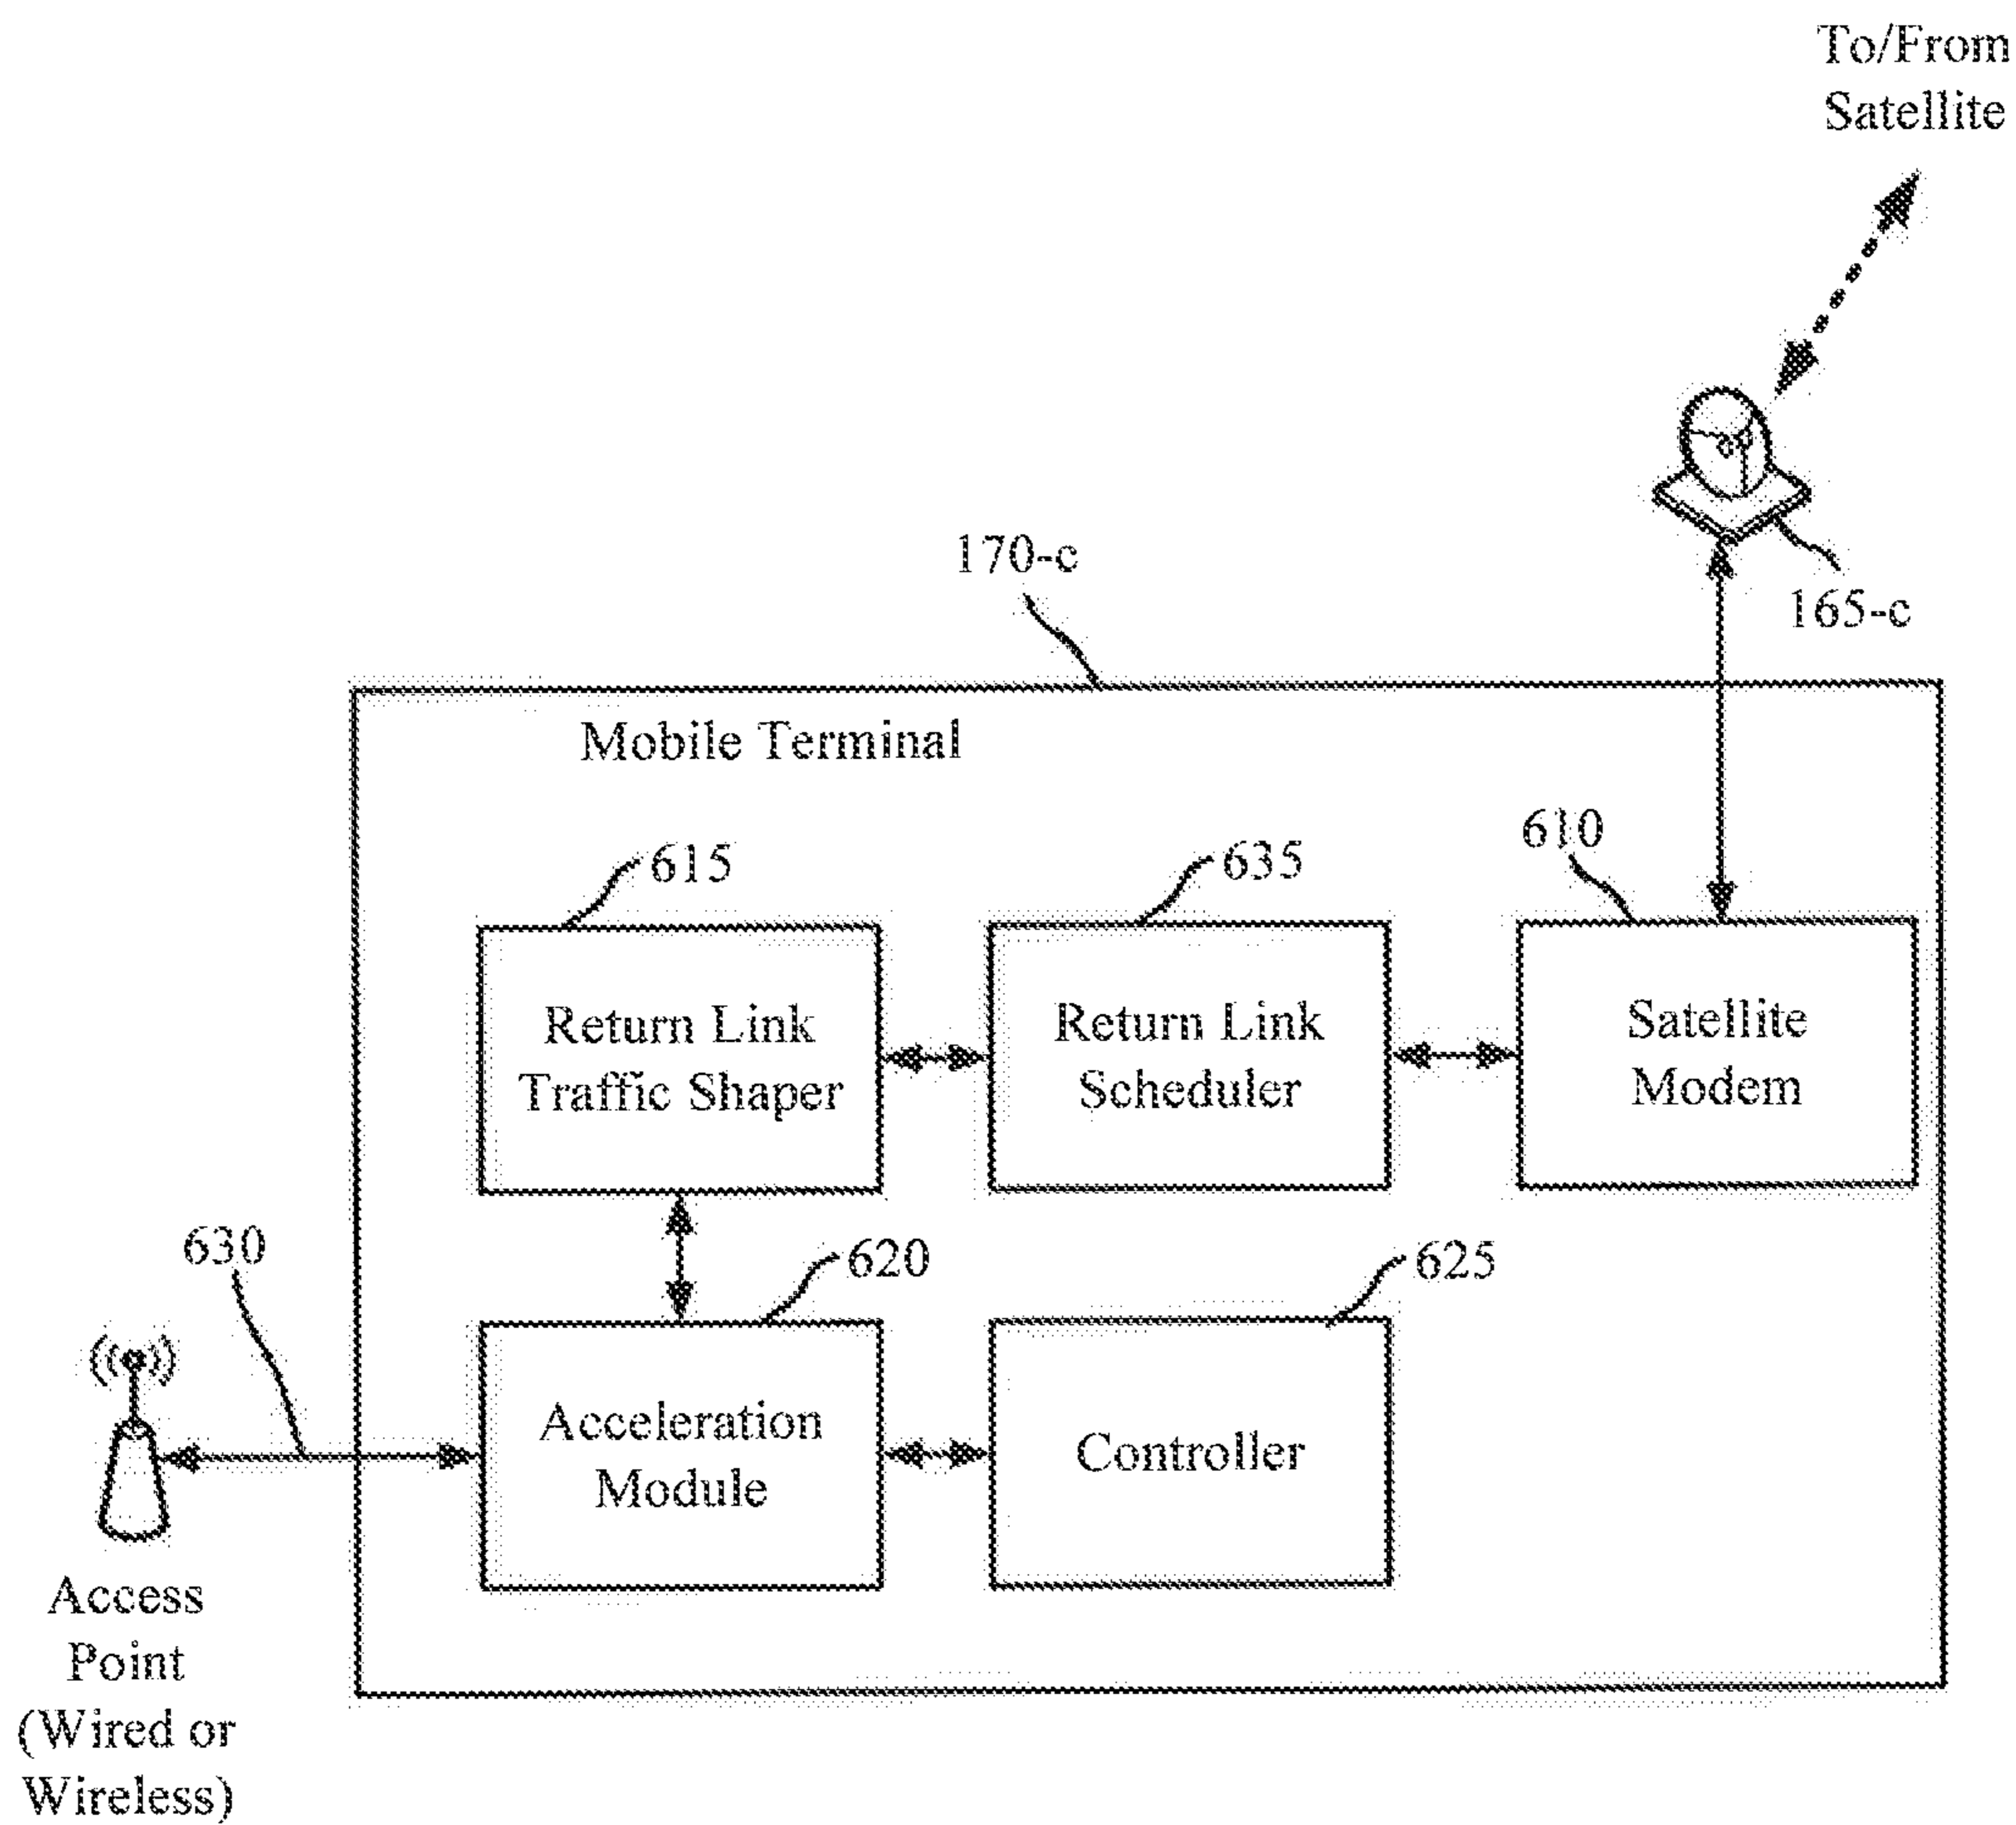 To/From
Satellite
170-c
165-c
Mobile Terminal
615
635
610
Return Link
Traffic Shaper
Return Link
Scheduler
Satellite
Modem
630
620
625
Acceleration
Module
Controller
Access
Point
(Wired or
Wireless)